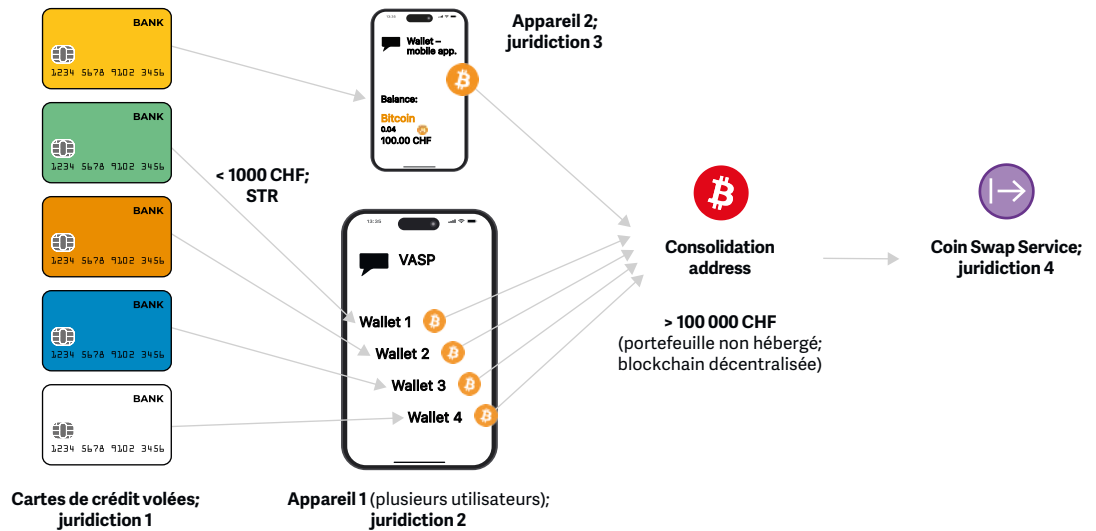 BANK
1234 5678 9102 3456
BANK
1234 5678 9102 3456
BANK
1234 5678 9102 3456
BANK
1234 5678 9102 3456
BANK
1234 5678 9102 3456
Cartes de crédit volées;
juridiction 1
< 1000 CHF;
STR
13:35
Wallet –
mobile app.
Balance:
Bitcoin
0.04
100.00 CHF
Appareil 2;
juridiction 3
13:35
VASP
Wallet 1
Wallet 2
Wallet 3
Wallet 4
Appareil 1 (plusieurs utilisateurs);
juridiction 2
Consolidation
address
> 100 000 CHF
(portefeuille non hébergé;
blockchain décentralisée)
Coin Swap Service;
juridiction 4